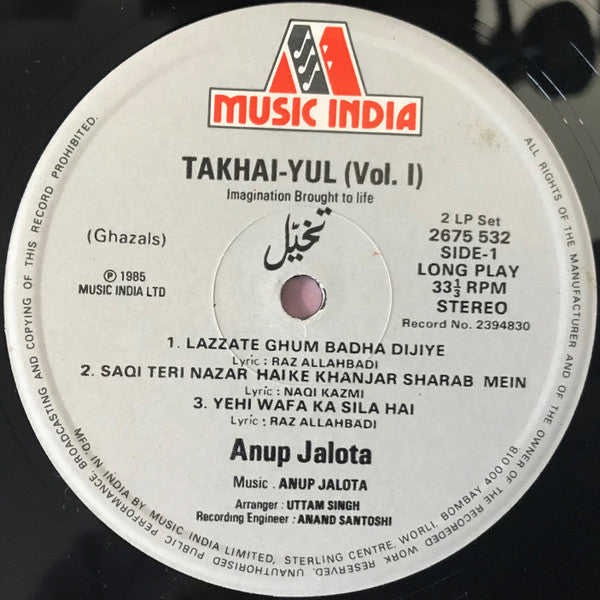 MUSIC INDIA
TAKHAI-YUL (Vol. I)
Imagination Brought to life
تخیّل
(Ghazals)
℗ 1985
MUSIC INDIA LTD
2 LP Set
2675 532
SIDE-1
LONG PLAY
33⅓ RPM
STEREO
Record No. 2394830
1. LAZZATE GHUM BADHA DIJIYE
Lyric : RAZ ALLAHBADI
2. SAQI TERI NAZAR HAI KE KHANJAR SHARAB MEIN
Lyric : NAQI KAZMI
3. YEHI WAFA KA SILA HAI
Lyric : RAZ ALLAHBADI
Anup Jalota
Music : ANUP JALOTA
Arranger : UTTAM SINGH
Recording Engineer : ANAND SANTOSHI
MFD. IN INDIA BY MUSIC INDIA LIMITED, STERLING CENTRE, WORLI, BOMBAY 400 018.
ALL RIGHTS OF THE MANUFACTURER AND OF THE OWNER OF THE RECOREDED WORK RESERVED. UNAUTHORISED PUBLIC PERFORMANCE, BROADCASTING AND COPYING OF THIS RECORD PROHIBITED.